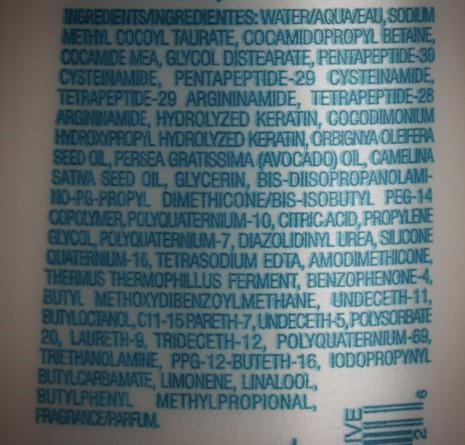 INGREDIENTS/INGREDIENTES: WATER/AQUA/EAU, SODIUM
METHYL COCOYL TAURATE, COCAMIDOPROPYL BETAINE,
COCAMIDE MEA, GLYCOL DISTEARATE, PENTAPEPTIDE-30
CYSTEINAMIDE, PENTAPEPTIDE-29 CYSTEINAMIDE,
TETRAPEPTIDE-29 ARGININAMIDE, TETRAPEPTIDE-28
ARGININAMIDE, HYDROLYZED KERATIN, COCODIMONIUM
HYDROXYPROPYL HYDROLYZED KERATIN, ORBIGNYA OLEIFERA
SEED OIL, PERSEA GRATISSIMA (AVOCADO) OIL, CAMELINA
SATIVA SEED OIL, GLYCERIN, BIS-DIISOPROPANOLAMI-
NO-PG-PROPYL DIMETHICONE/BIS-ISOBUTYL PEG-14
COPOLYMER, POLYQUATERNIUM-10, CITRIC ACID, PROPYLENE
GLYCOL, POLYQUATERNIUM-7, DIAZOLIDINYL UREA, SILICONE
QUATERNIUM-16, TETRASODIUM EDTA, AMODIMETHICONE,
THERMUS THERMOPHILLUS FERMENT, BENZOPHENONE-4,
BUTYL METHOXYDIBENZOYLMETHANE, UNDECETH-11,
BUTYLOCTANOL, C11-15 PARETH-7, UNDECETH-5, POLYSORBATE
20, LAURETH-9, TRIDECETH-12, POLYQUATERNIUM-69,
TRIETHANOLAMINE, PPG-12-BUTETH-16, IODOPROPYNYL
BUTYLCARBAMATE, LIMONENE, LINALOOL,
BUTYLPHENYL METHYLPROPIONAL,
FRAGRANCE/PARFUM.